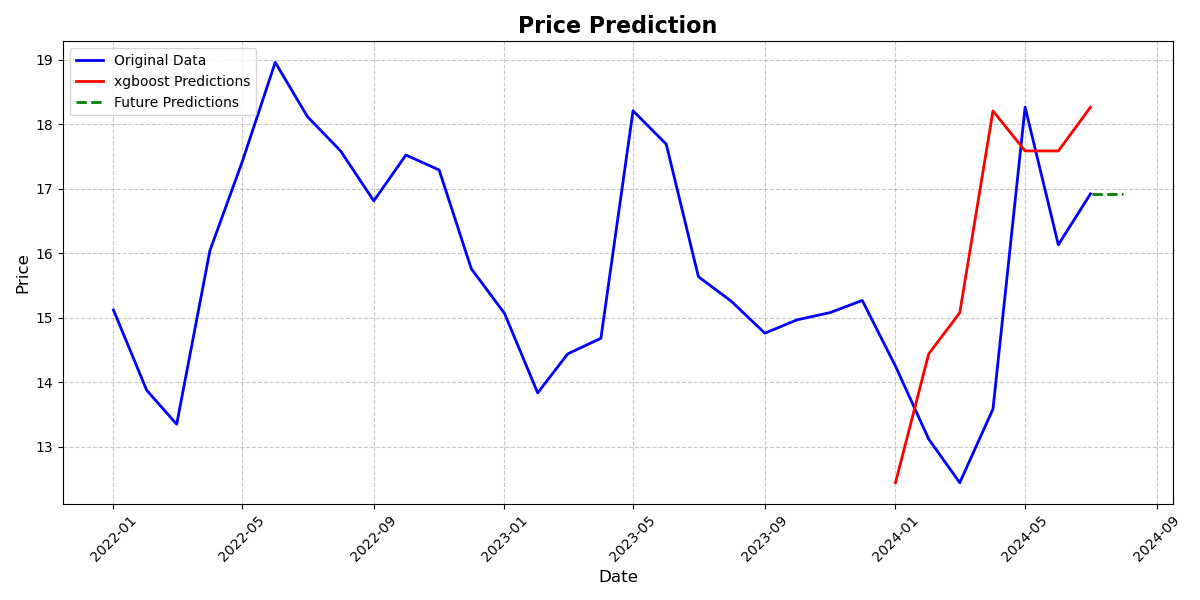 Price Prediction
Original Data
xgboost Predictions
Future Predictions
19
18
17
16
15
14
13
Price
2022-01
2022-05
2022-09
2023-01
2023-05
2023-09
2024-01
2024-05
2024-09
Date